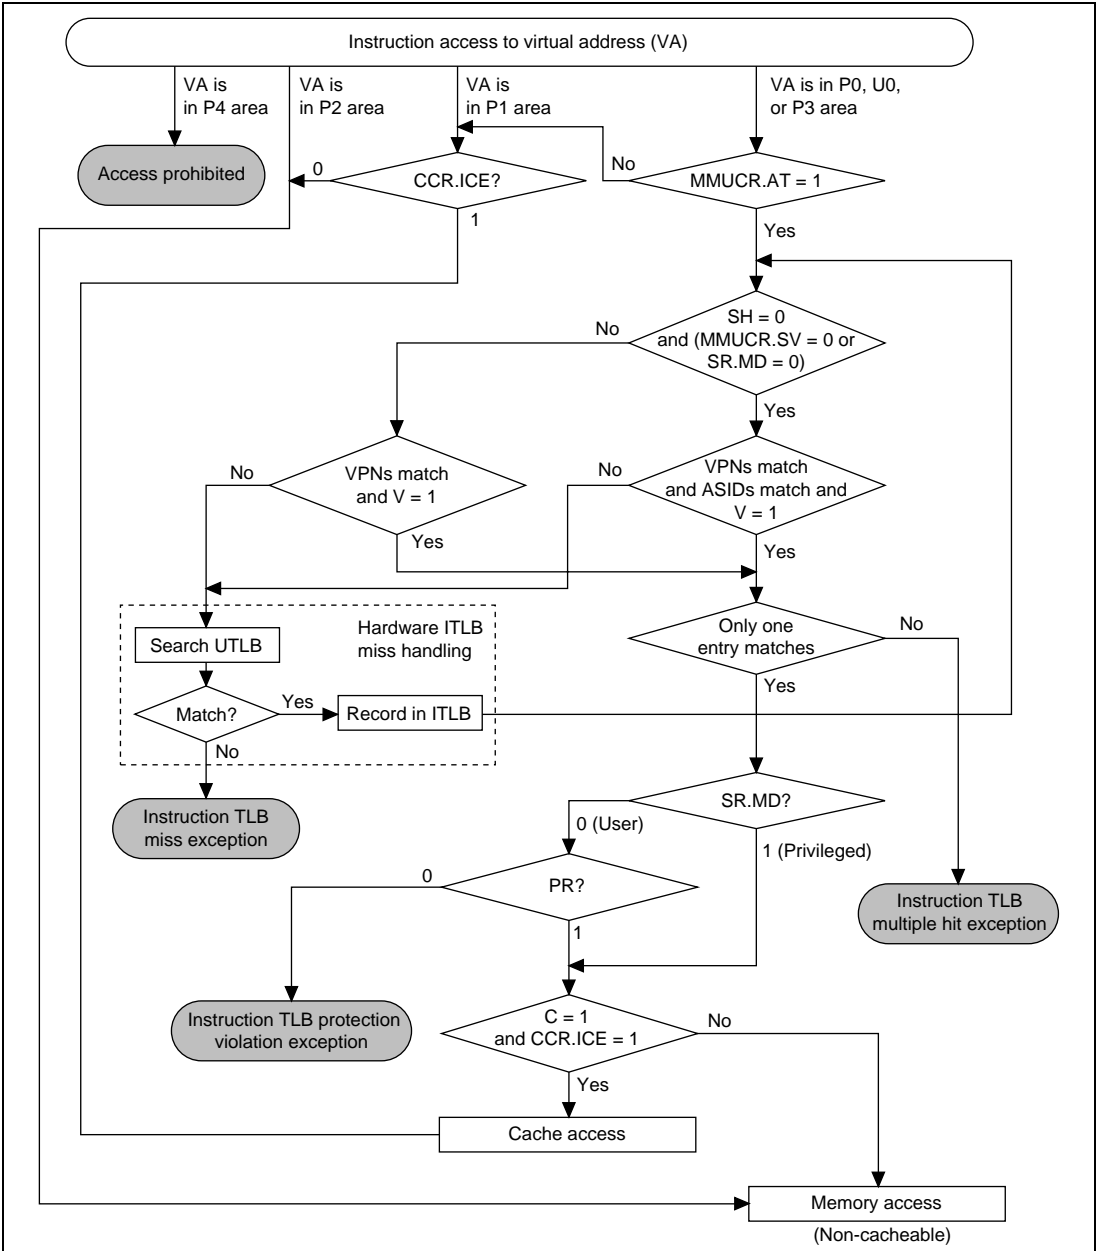 Instruction access to virtual address (VA)
VA is
in P4 area
VA is
in P2 area
VA is
in P1 area
VA is in P0, U0,
or P3 area
Access prohibited
0
CCR.ICE?
No
MMUCR.AT = 1
1
Yes
SH = 0
and (MMUCR.SV = 0 or
SR.MD = 0)
No
Yes
No
VPNs match
and V = 1
No
VPNs match
and ASIDs match and
V = 1
Yes
Yes
Search UTLB
Hardware ITLB
miss handling
Only one
entry matches
No
Yes
Match?
Yes
Record in ITLB
No
Instruction TLB
miss exception
SR.MD?
0 (User)
1 (Privileged)
0
PR?
1
Instruction TLB
multiple hit exception
Instruction TLB protection
violation exception
C = 1
and CCR.ICE = 1
No
Yes
Cache access
Memory access
(Non-cacheable)